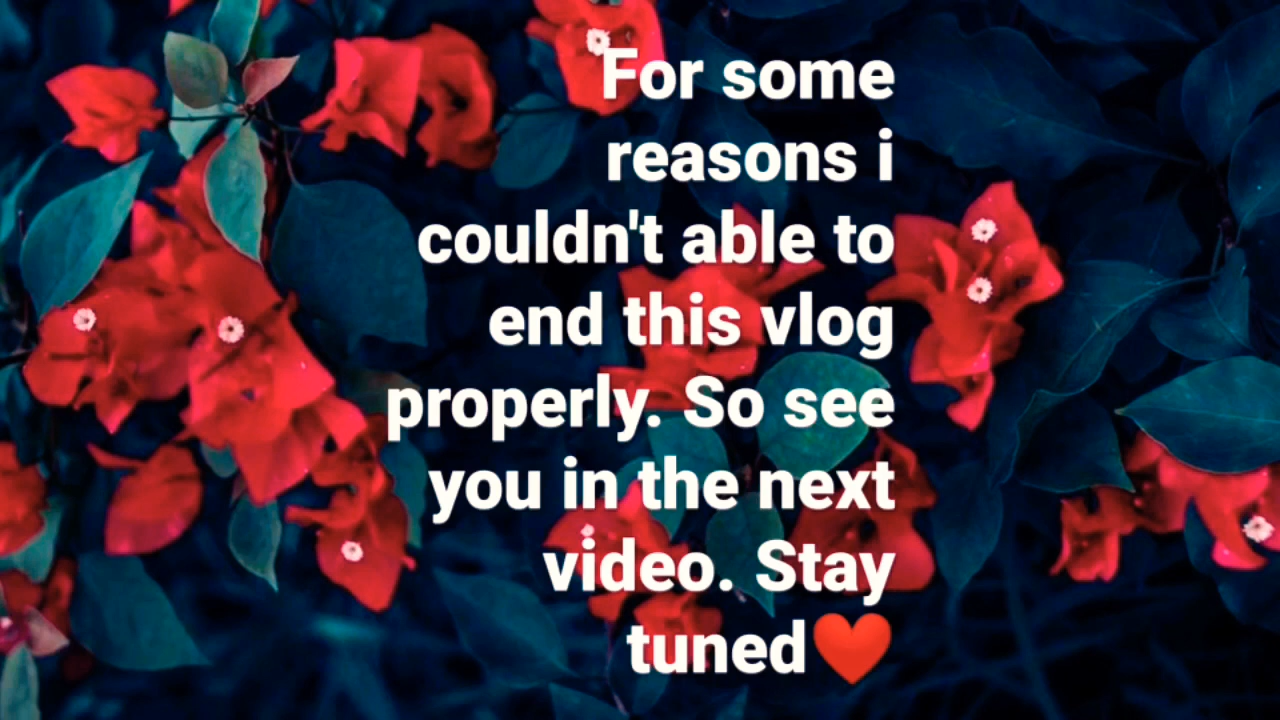 For some
reasons i
couldn't able to
end this vlog
properly. So see
you in the next
video. Stay
tuned❤️